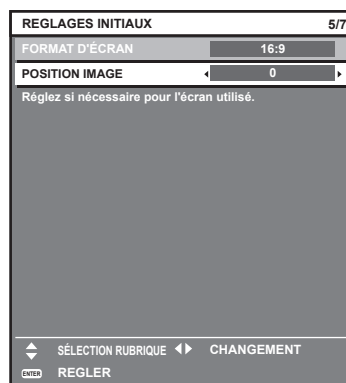 REGLAGES INITIAUX 5/7
FORMAT D'ÉCRAN 16:9
POSITION IMAGE 0
Réglez si nécessaire pour l'écran utilisé.
SÉLECTION RUBRIQUE CHANGEMENT
ENTER REGLER